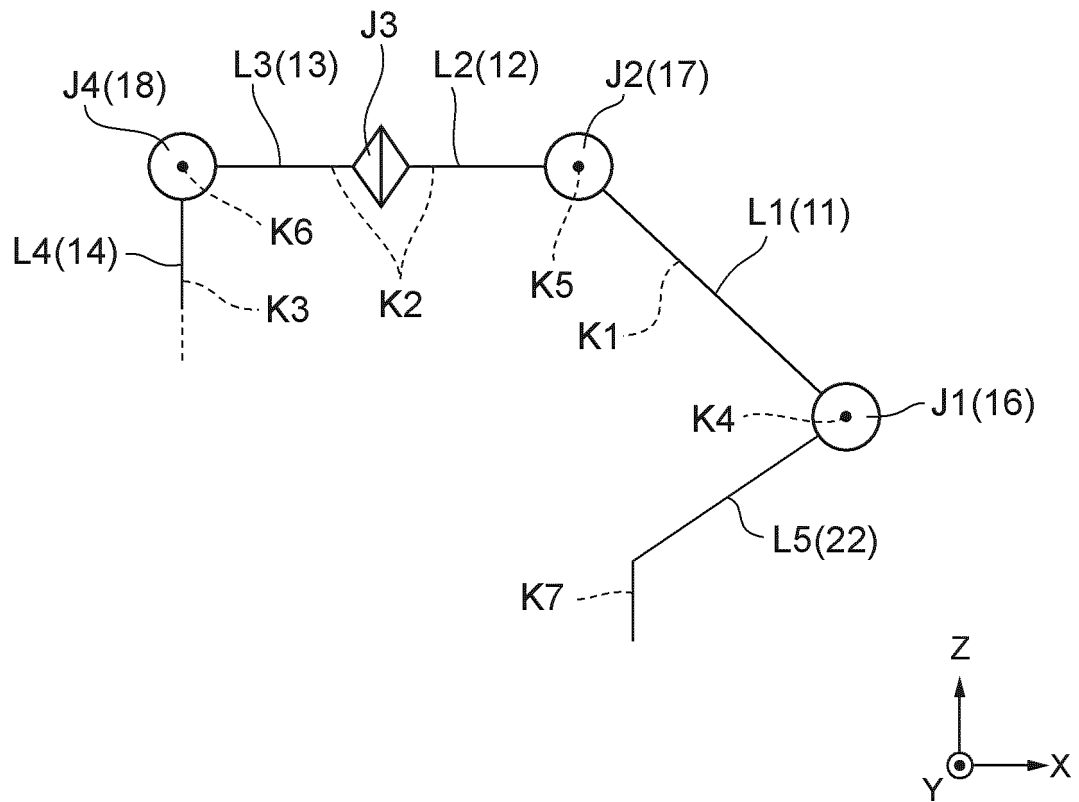 J3
L3(13)
L2(12)
J4(18)
J2(17)
K6
L1(11)
L4(14)
K5
K3
K2
K1
J1(16)
K4
L5(22)
K7
Z
X
Y